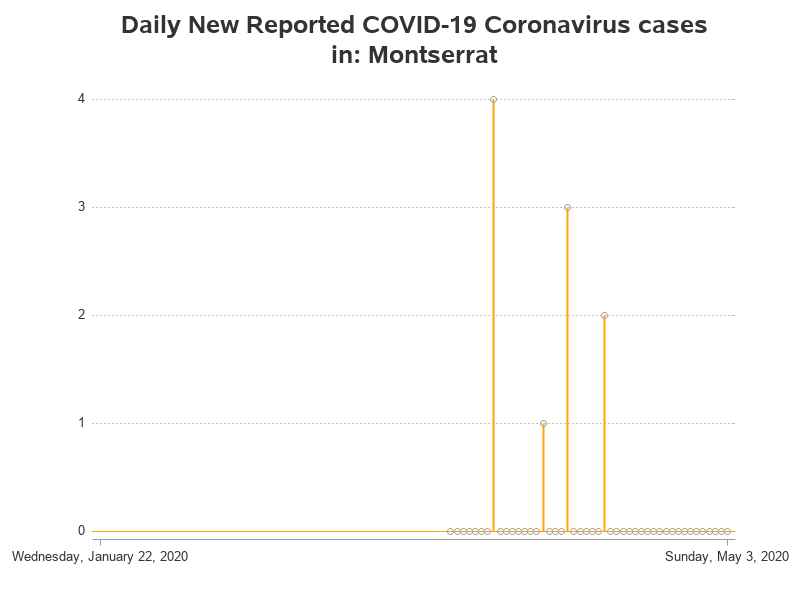 Daily New Reported COVID-19 Coronavirus cases
in: Montserrat
4
3
2
1
0
Wednesday, January 22, 2020
Sunday, May 3, 2020